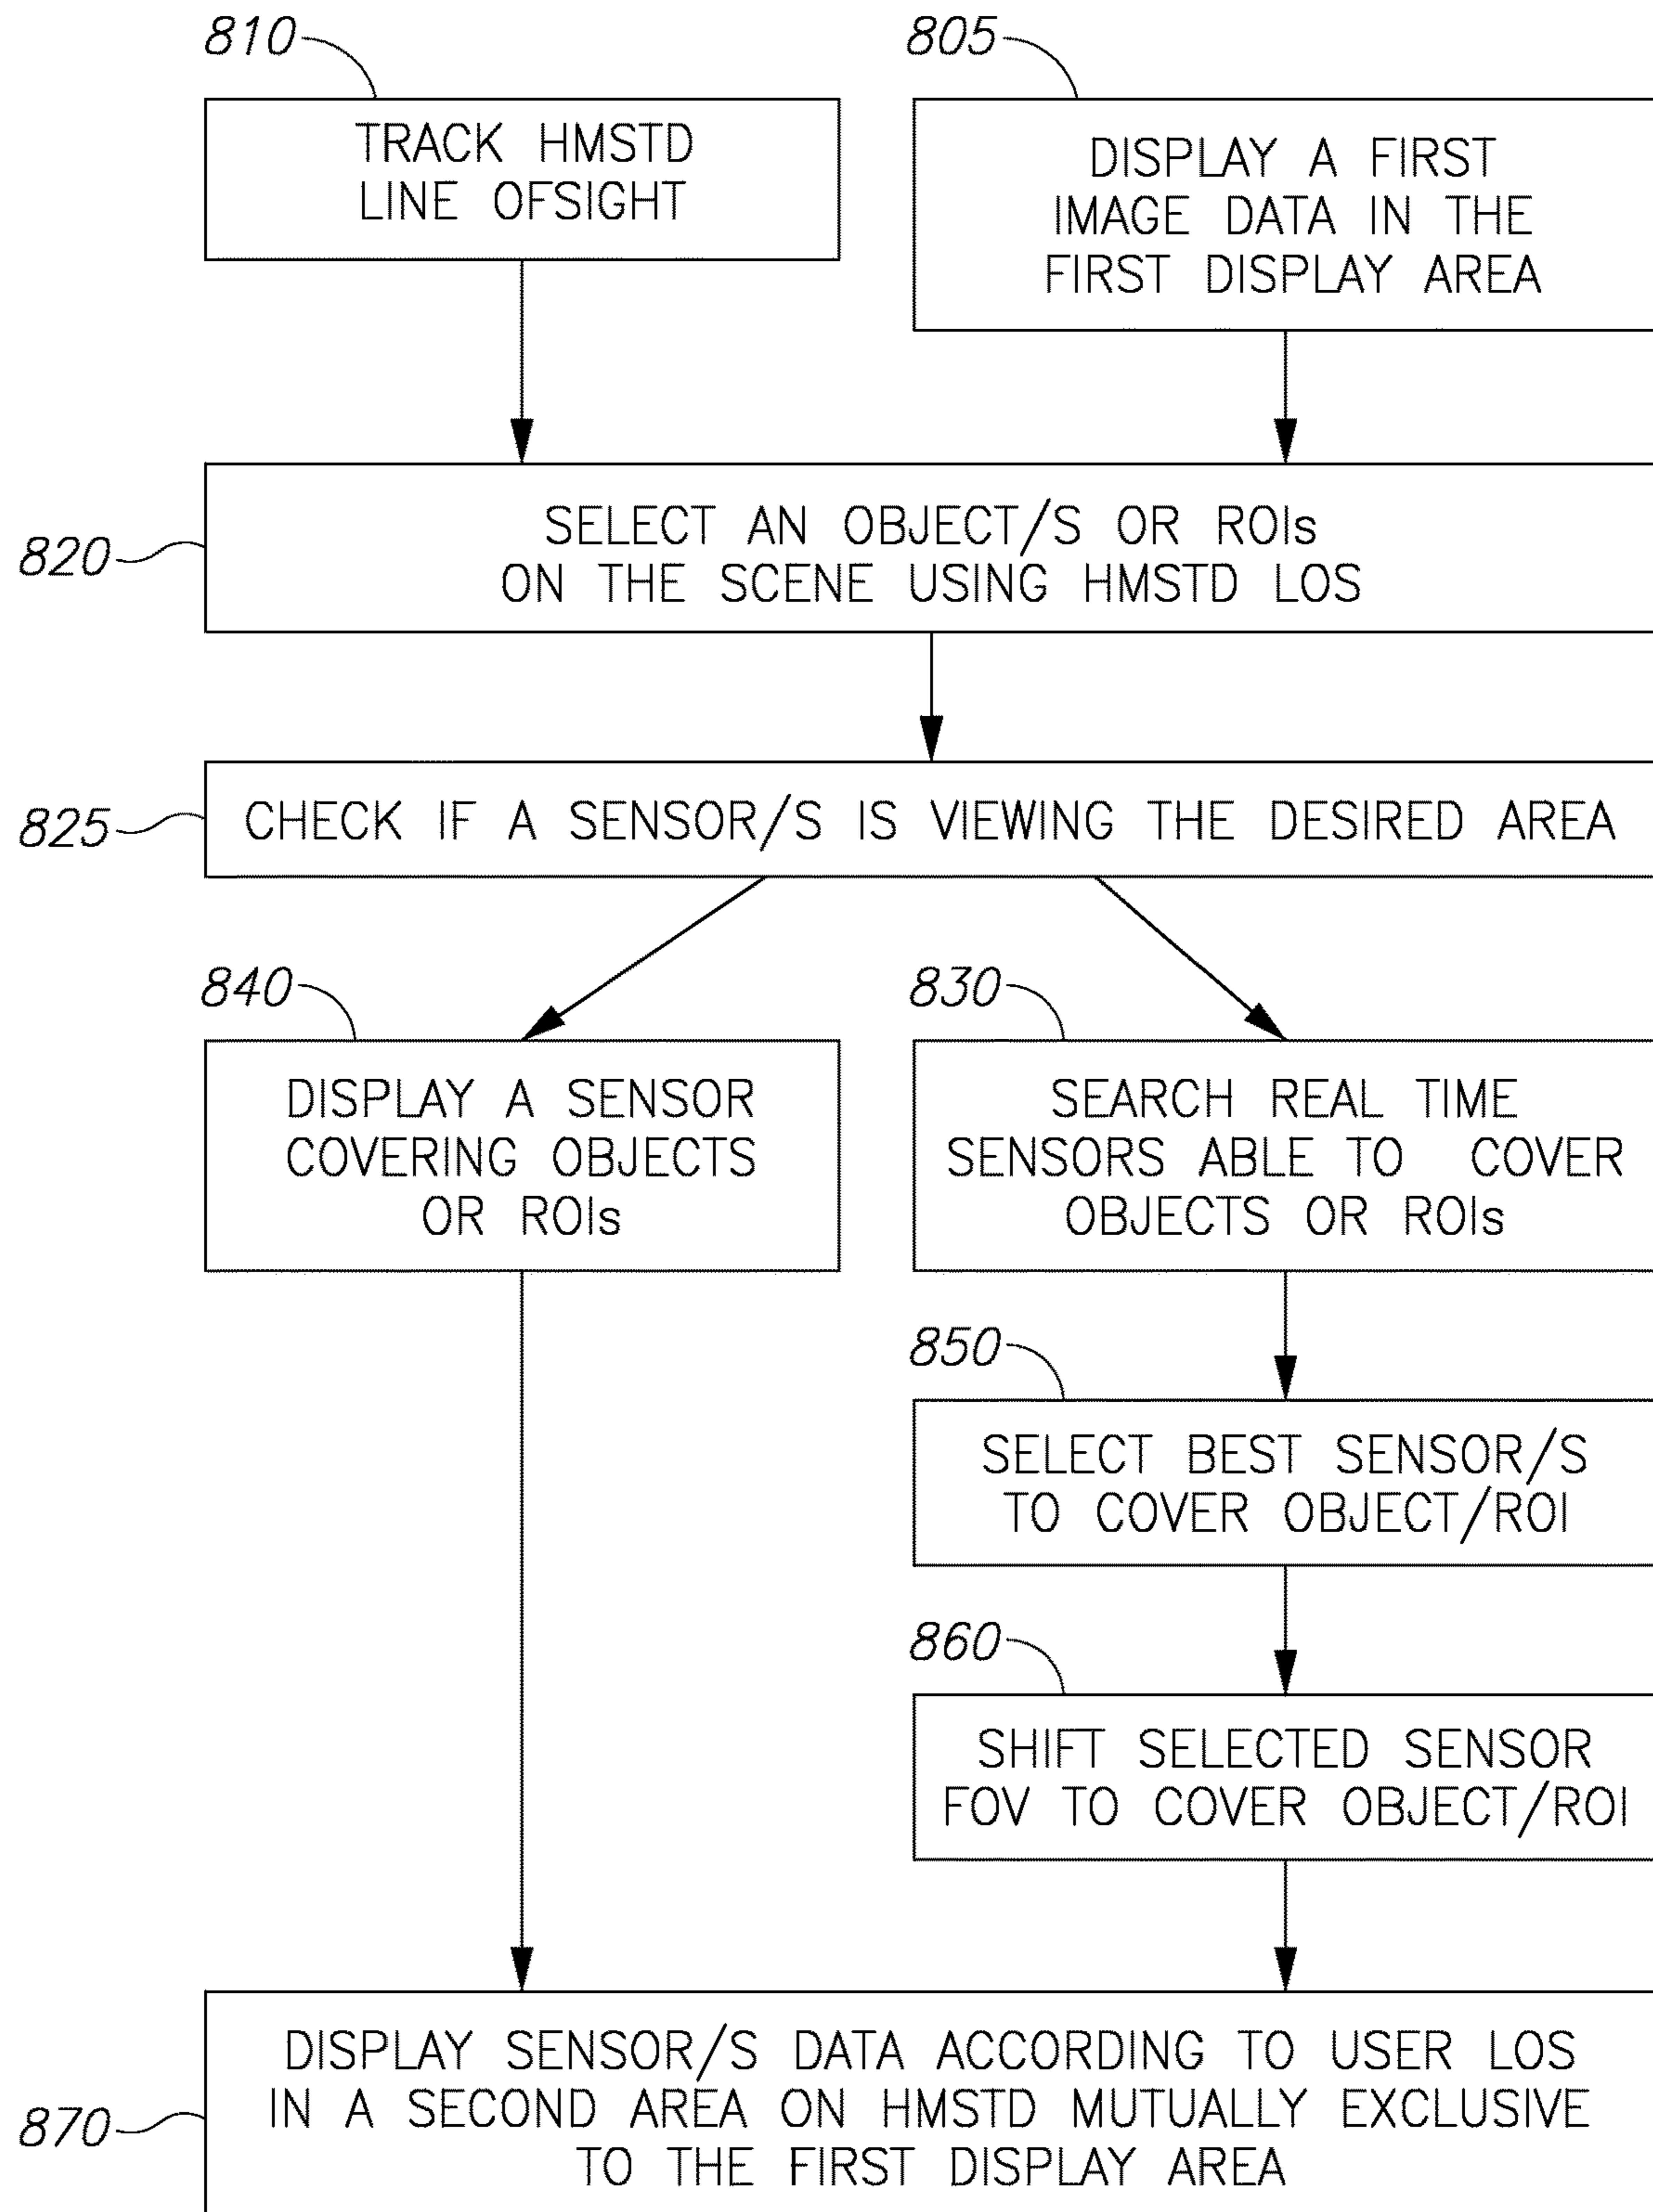 810
TRACK HMSTD
LINE OFSIGHT
805
DISPLAY A FIRST
IMAGE DATA IN THE
FIRST DISPLAY AREA
820
SELECT AN OBJECT/S OR ROIs
ON THE SCENE USING HMSTD LOS
825
CHECK IF A SENSOR/S IS VIEWING THE DESIRED AREA
840
DISPLAY A SENSOR
COVERING OBJECTS
OR ROIs
830
SEARCH REAL TIME
SENSORS ABLE TO COVER
OBJECTS OR ROIs
850
SELECT BEST SENSOR/S
TO COVER OBJECT/ROI
860
SHIFT SELECTED SENSOR
FOV TO COVER OBJECT/ROI
870
DISPLAY SENSOR/S DATA ACCORDING TO USER LOS
IN A SECOND AREA ON HMSTD MUTUALLY EXCLUSIVE
TO THE FIRST DISPLAY AREA